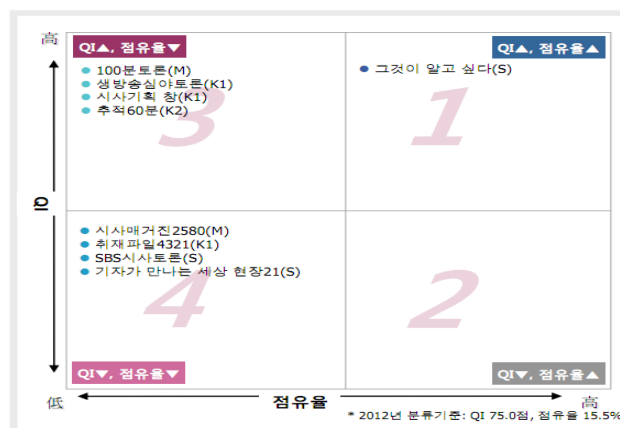 高
QI▲, 점유율▼
QI▲, 점유율▲
100분토론(M)
생방송심야토론(K1)
시사기획 창(K1)
추적60분(K2)
3
그것이 알고 싶다(S)
1
QI
시사매거진2580(M)
취재파일4321(K1)
SBS시사토론(S)
기자가 만나는 세상 현장21(S)
4
2
QI▼, 점유율▼
QI▼, 점유율▲
低
점유율
高
* 2012년 분류기준: QI 75.0점, 점유율 15.5%